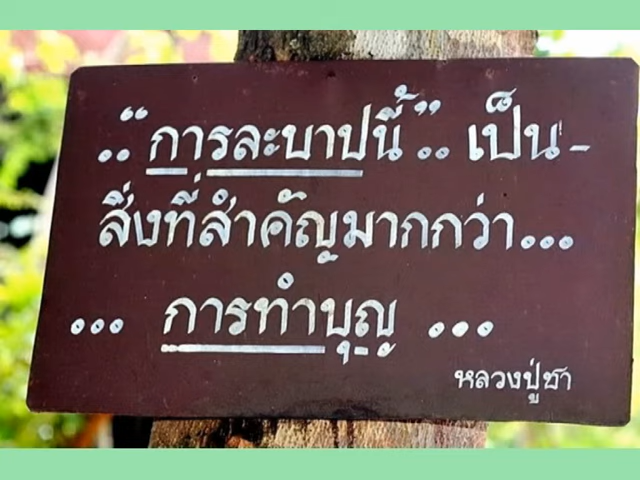 ..“การละบาปนี้”.. เป็น-
สิ่งที่สำคัญมากกว่า...
... การทำบุญ ...
หลวงปู่ชา